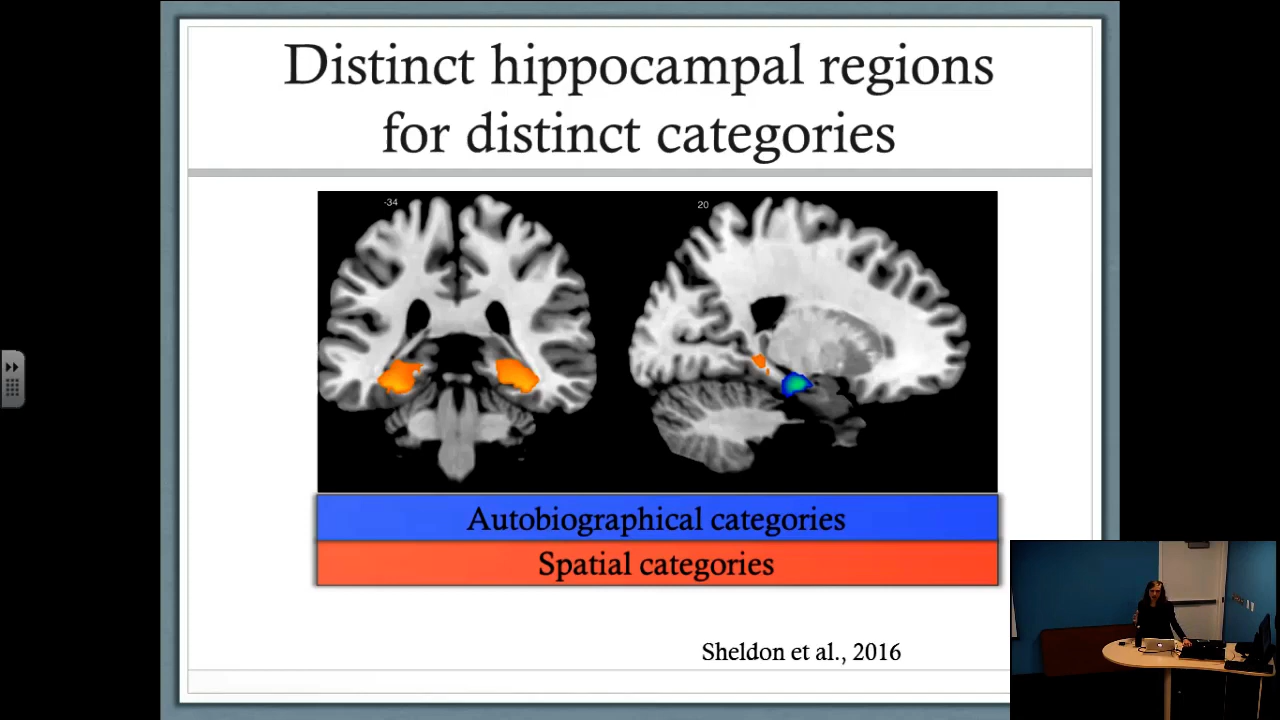 Distinct hippocampal regions
for distinct categories
-34
20
Autobiographical categories
Spatial categories
Sheldon et al., 2016